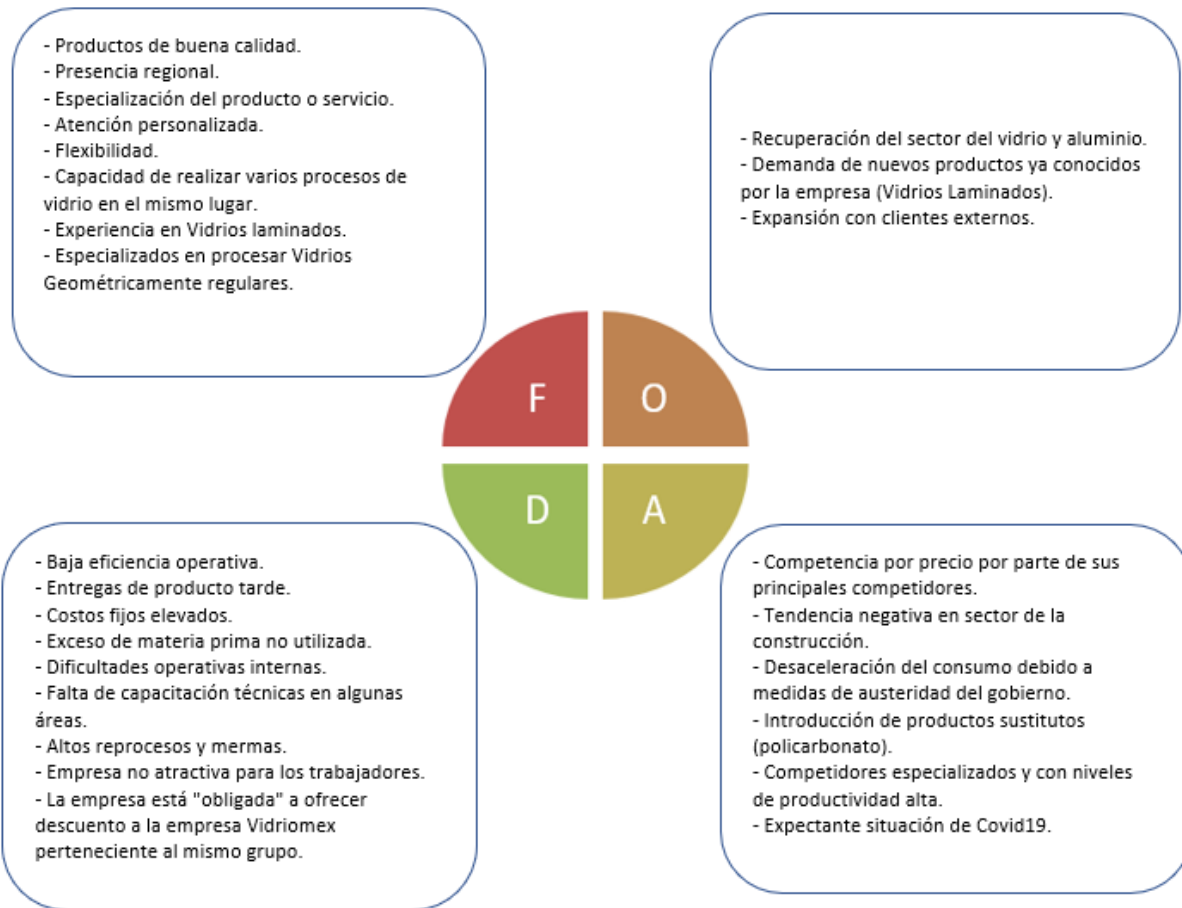 - Productos de buena calidad.
- Presencia regional.
- Especialización del producto o servicio.
- Atención personalizada.
- Flexibilidad.
- Capacidad de realizar varios procesos de
vidrio en el mismo lugar.
- Experiencia en Vidrios laminados.
- Especializados en procesar Vidrios
Geométricamente regulares.
- Recuperación del sector del vidrio y aluminio.
- Demanda de nuevos productos ya conocidos
por la empresa (Vidrios Laminados).
- Expansión con clientes externos.
F
O
D
A
- Baja eficiencia operativa.
- Entregas de producto tarde.
- Costos fijos elevados.
- Exceso de materia prima no utilizada.
- Dificultades operativas internas.
- Falta de capacitación técnicas en algunas
áreas.
- Altos reprocesos y mermas.
- Empresa no atractiva para los trabajadores.
- La empresa está "obligada" a ofrecer
descuento a la empresa Vidriomex
perteneciente al mismo grupo.
- Competencia por precio por parte de sus
principales competidores.
- Tendencia negativa en sector de la
construcción.
- Desaceleración del consumo debido a
medidas de austeridad del gobierno.
- Introducción de productos sustitutos
(policarbonato).
- Competidores especializados y con niveles
de productividad alta.
- Expectante situación de Covid19.